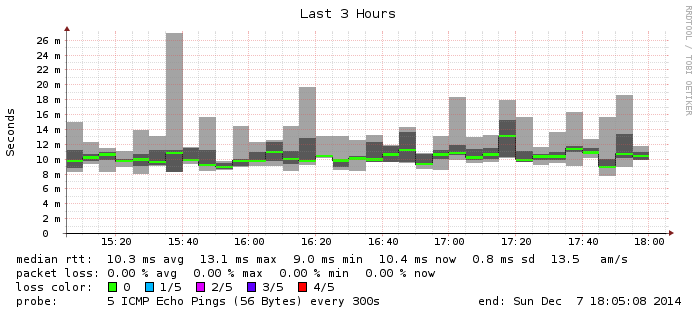 Last 3 Hours
RRDTOOL / TOBI OETIKER
Seconds
26 m
24 m
22 m
20 m
18 m
16 m
14 m
12 m
10 m
8 m
6 m
4 m
2 m
0
15:20 15:40 16:00 16:20 16:40 17:00 17:20 17:40 18:00
median rtt: 10.3 ms avg 13.1 ms max 9.0 ms min 10.4 ms now 0.8 ms sd 13.5 am/s
packet loss: 0.00 % avg 0.00 % max 0.00 % min 0.00 % now
loss color: 0 1/5 2/5 3/5 4/5
probe: 5 ICMP Echo Pings (56 Bytes) every 300s end: Sun Dec 7 18:05:08 2014